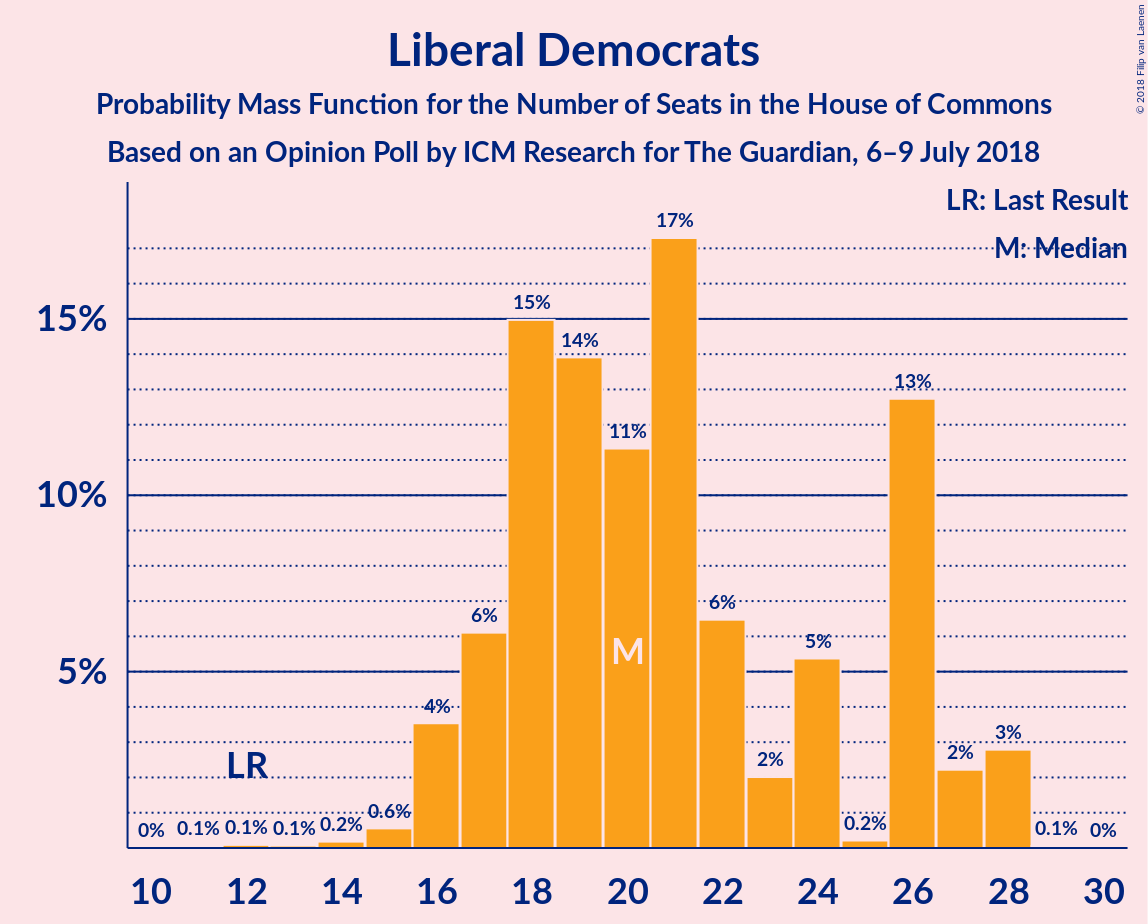 Liberal Democrats
Probability Mass Function for the Number of Seats in the House of Commons
Based on an Opinion Poll by ICM Research for The Guardian, 6–9 July 2018
© 2018 Filip van Laenen
LR: Last Result
M: Median
17%
15%
15%
14%
13%
11%
10%
6%
6%
M
5%
5%
4%
3%
LR
2%
2%
0.6%
0% 0.1% 0.1% 0.1% 0.2% 0.2% 0.1% 0%
10 12 14 16 18 20 22 24 26 28 30